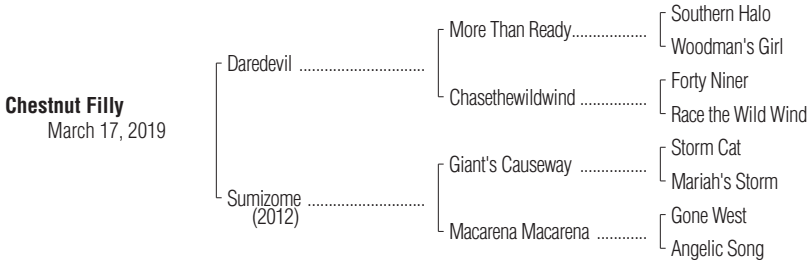 Chestnut Filly
March 17, 2019
Daredevil ..............................
Sumizome ............................
(2012)
More Than Ready..................
Chasethewildwind ................
Giant's Causeway ................
Macarena Macarena ............
Southern Halo
Woodman's Girl
Forty Niner
Race the Wild Wind
Storm Cat
Mariah's Storm
Gone West
Angelic Song